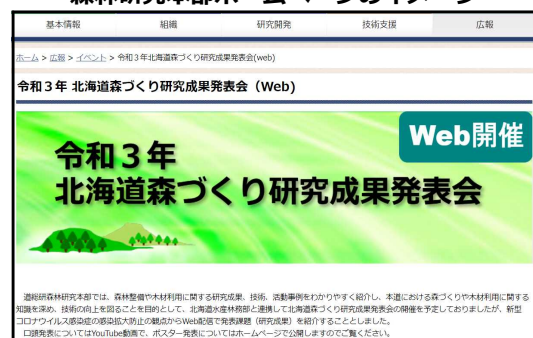 森林研究本部ホームページのイメージ
基本情報 組織 研究開発 技術支援 広報
ホーム > 広報 > イベント > 令和3年北海道森づくり研究成果発表会(web)
令和３年 北海道森づくり研究成果発表会（Web）
Web開催
令和３年
北海道森づくり研究成果発表会
道総研森林研究本部では、森林整備や木材利用に関する研究成果、技術、活動事例をわかりやすく紹介し、本道における森づくりや木材利用に関する
知識を深め、技術の向上を図ることを目的として、北海道水産林務部と連携して北海道森づくり研究成果発表会の開催を予定しておりましたが、新型
コロナウイルス感染症の感染拡大防止の観点からWeb配信で発表課題（研究成果）を紹介することとしました。
口頭発表についてはYouTube動画で、ポスター発表についてはホームページで公開しますのでご覧ください。